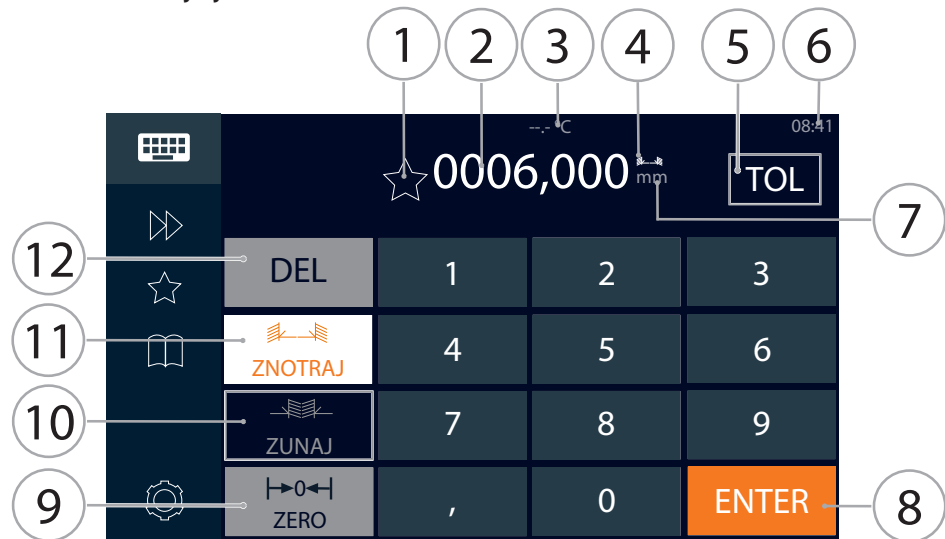 1 2 3 4 5 6
--.- °C 08:41
0006,000 mm TOL
7
12 DEL 1 2 3
11 ZNOTRAJ 4 5 6
10 ZUNAJ 7 8 9
9 0 ZERO , 0 ENTER 8